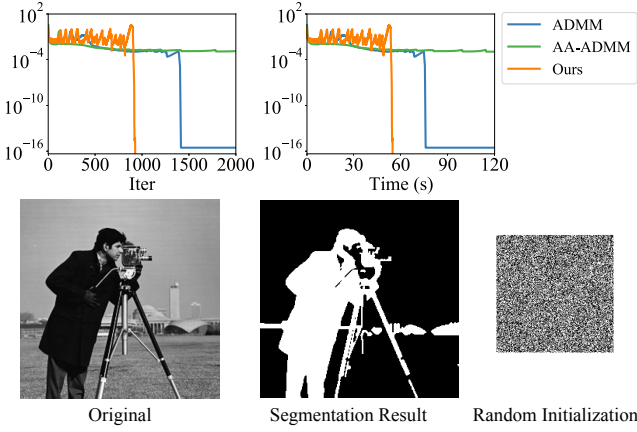 10^2
10^-4
10^-10
10^-16
0 500 1000 1500 2000
Iter
10^2
10^-4
10^-10
10^-16
0 30 60 90 120
Time (s)
ADMM
AA-ADMM
Ours
Original
Segmentation Result
Random Initialization